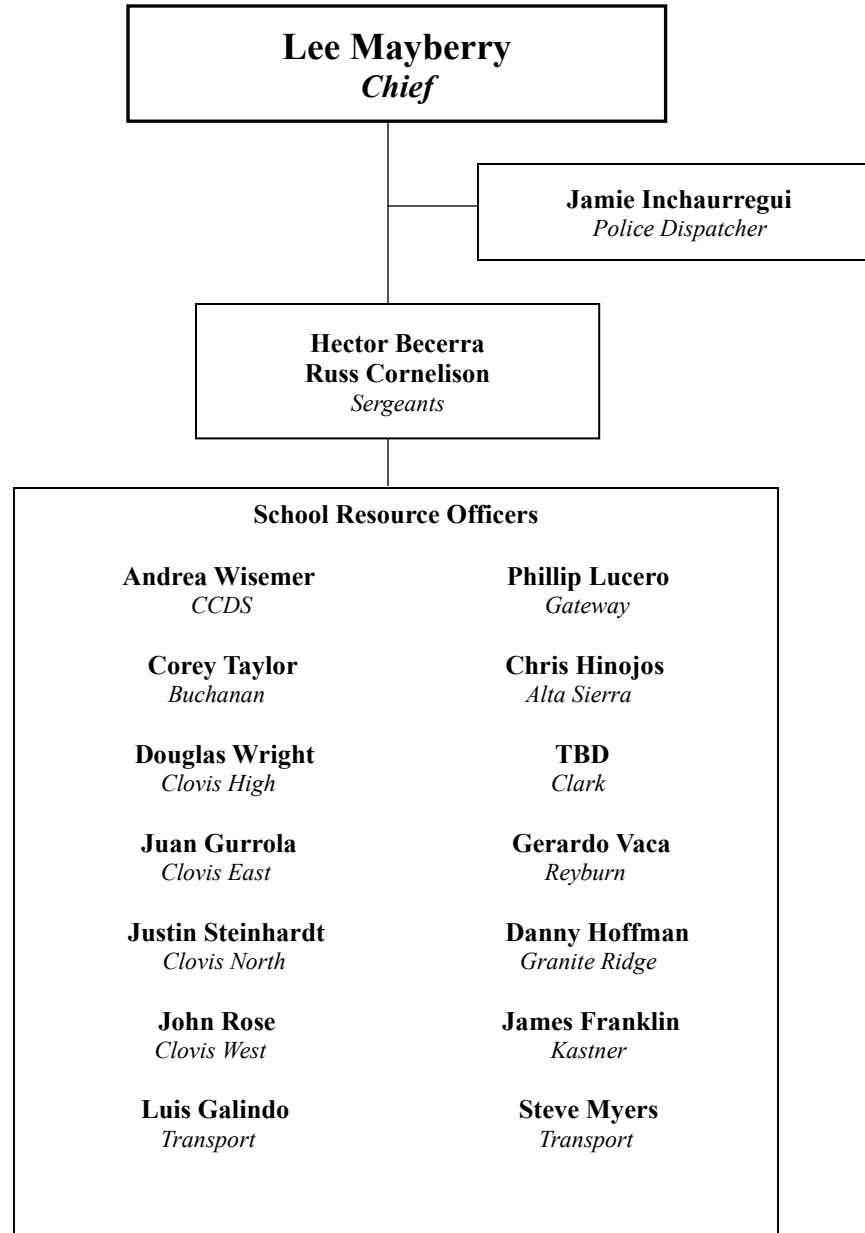 Lee Mayberry
Chief
Jamie Inchaurregui
Police Dispatcher
Hector Becerra
Russ Cornelison
Sergeants
School Resource Officers
Andrea Wisemer
CCDS
Phillip Lucero
Gateway
Corey Taylor
Buchanan
Chris Hinojos
Alta Sierra
Douglas Wright
Clovis High
TBD
Clark
Juan Gurrola
Clovis East
Gerardo Vaca
Reyburn
Justin Steinhardt
Clovis North
Danny Hoffman
Granite Ridge
John Rose
Clovis West
James Franklin
Kastner
Luis Galindo
Transport
Steve Myers
Transport